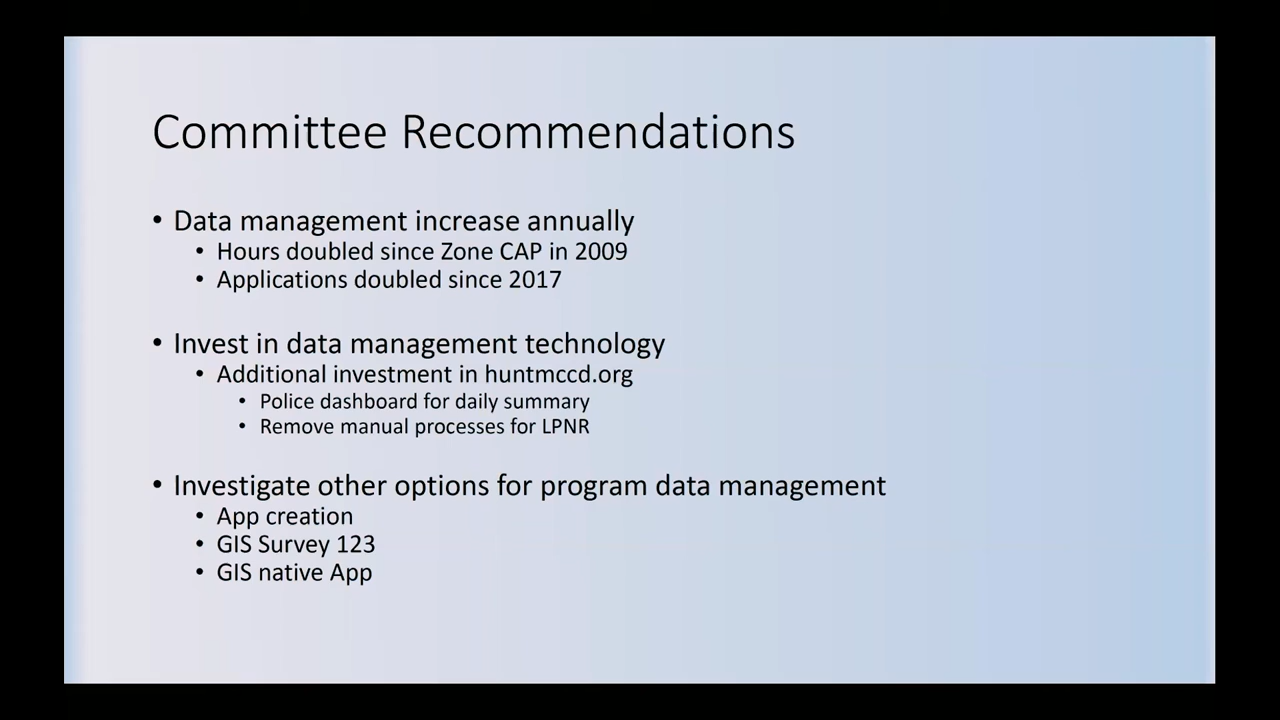 Committee Recommendations
• Data management increase annually
• Hours doubled since Zone CAP in 2009
• Applications doubled since 2017
• Invest in data management technology
• Additional investment in huntmccd.org
• Police dashboard for daily summary
• Remove manual processes for LPNR
• Investigate other options for program data management
• App creation
• GIS Survey 123
• GIS native App